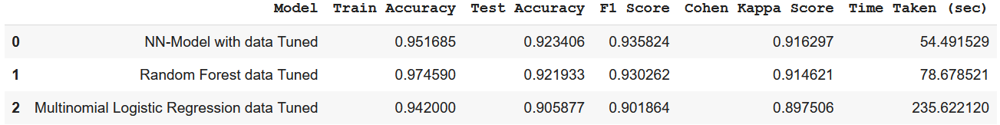 Model Train Accuracy Test Accuracy F1 Score Cohen Kappa Score Time Taken (sec)
0 NN-Model with data Tuned 0.951685 0.923406 0.935824 0.916297 54.491529
1 Random Forest data Tuned 0.974590 0.921933 0.930262 0.914621 78.678521
2 Multinomial Logistic Regression data Tuned 0.942000 0.905877 0.901864 0.897506 235.622120